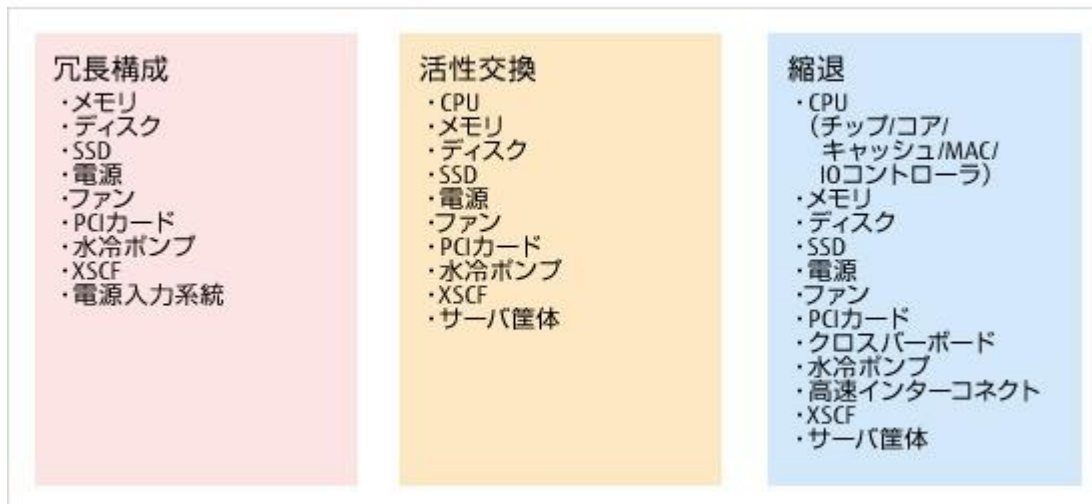 冗長構成
・メモリ
・ディスク
・SSD
・電源
・ファン
・PCIカード
・水冷ポンプ
・XSCF
・電源入力系統
活性交換
・CPU
・メモリ
・ディスク
・SSD
・電源
・ファン
・PCIカード
・水冷ポンプ
・XSCF
・サーバ筐体
縮退
・CPU
（チップ/コア/
キャッシュ/MAC/
IOコントローラ）
・メモリ
・ディスク
・SSD
・電源
・ファン
・PCIカード
・クロスバーボード
・水冷ポンプ
・高速インターコネクト
・XSCF
・サーバ筐体